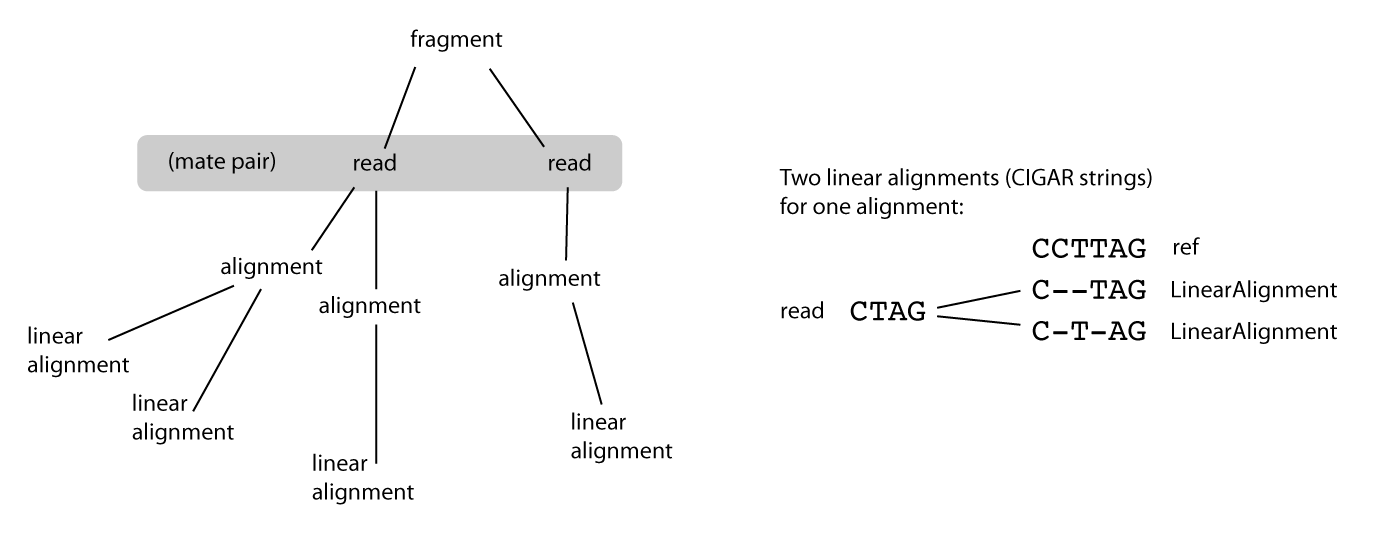 fragment
(mate pair) read read
alignment
alignment
alignment
linear
alignment
linear
alignment
linear
alignment
linear
alignment
Two linear alignments (CIGAR strings)
for one alignment:
CCTTAG ref
C--TAG LinearAlignment
read CTAG
C-T-AG LinearAlignment